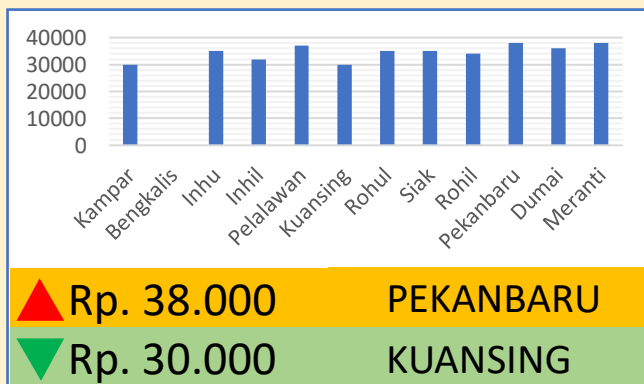 40000
30000
20000
10000
0
Kampar
Bengkalis
Inhu
Inhil
Pelalawan
Kuansing
Rohul
Siak
Rohil
Pekanbaru
Dumai
Meranti
Rp. 38.000 PEKANBARU
Rp. 30.000 KUANSING